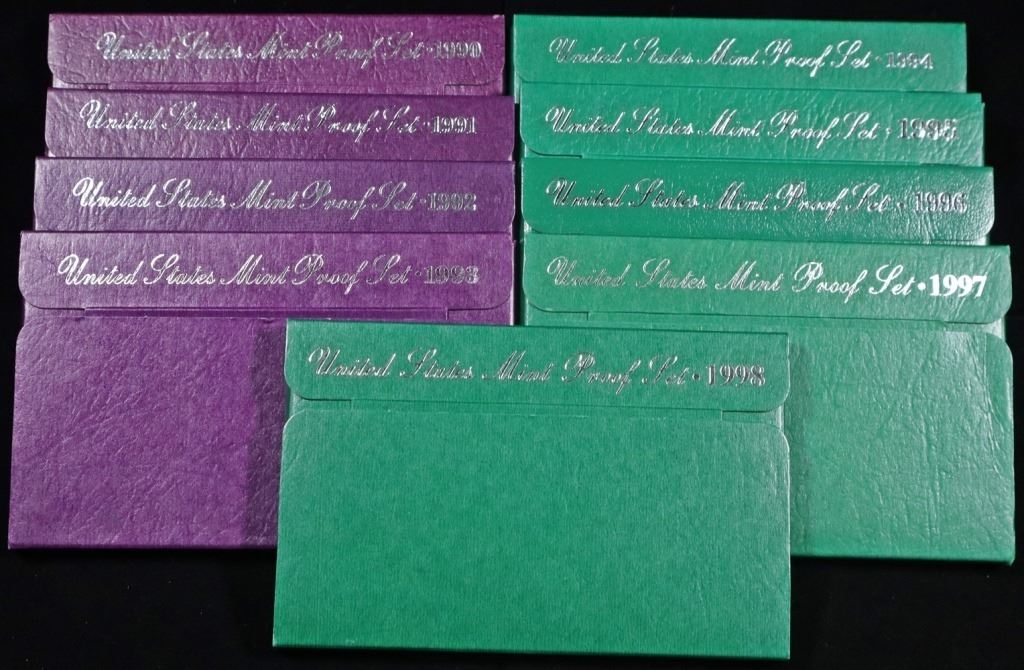 United States Mint Proof Set • 1990
United States Mint Proof Set • 1991
United States Mint Proof Set • 1992
United States Mint Proof Set • 1993
United States Mint Proof Set • 1994
United States Mint Proof Set • 1995
United States Mint Proof Set • 1996
United States Mint Proof Set • 1997
United States Mint Proof Set • 1998